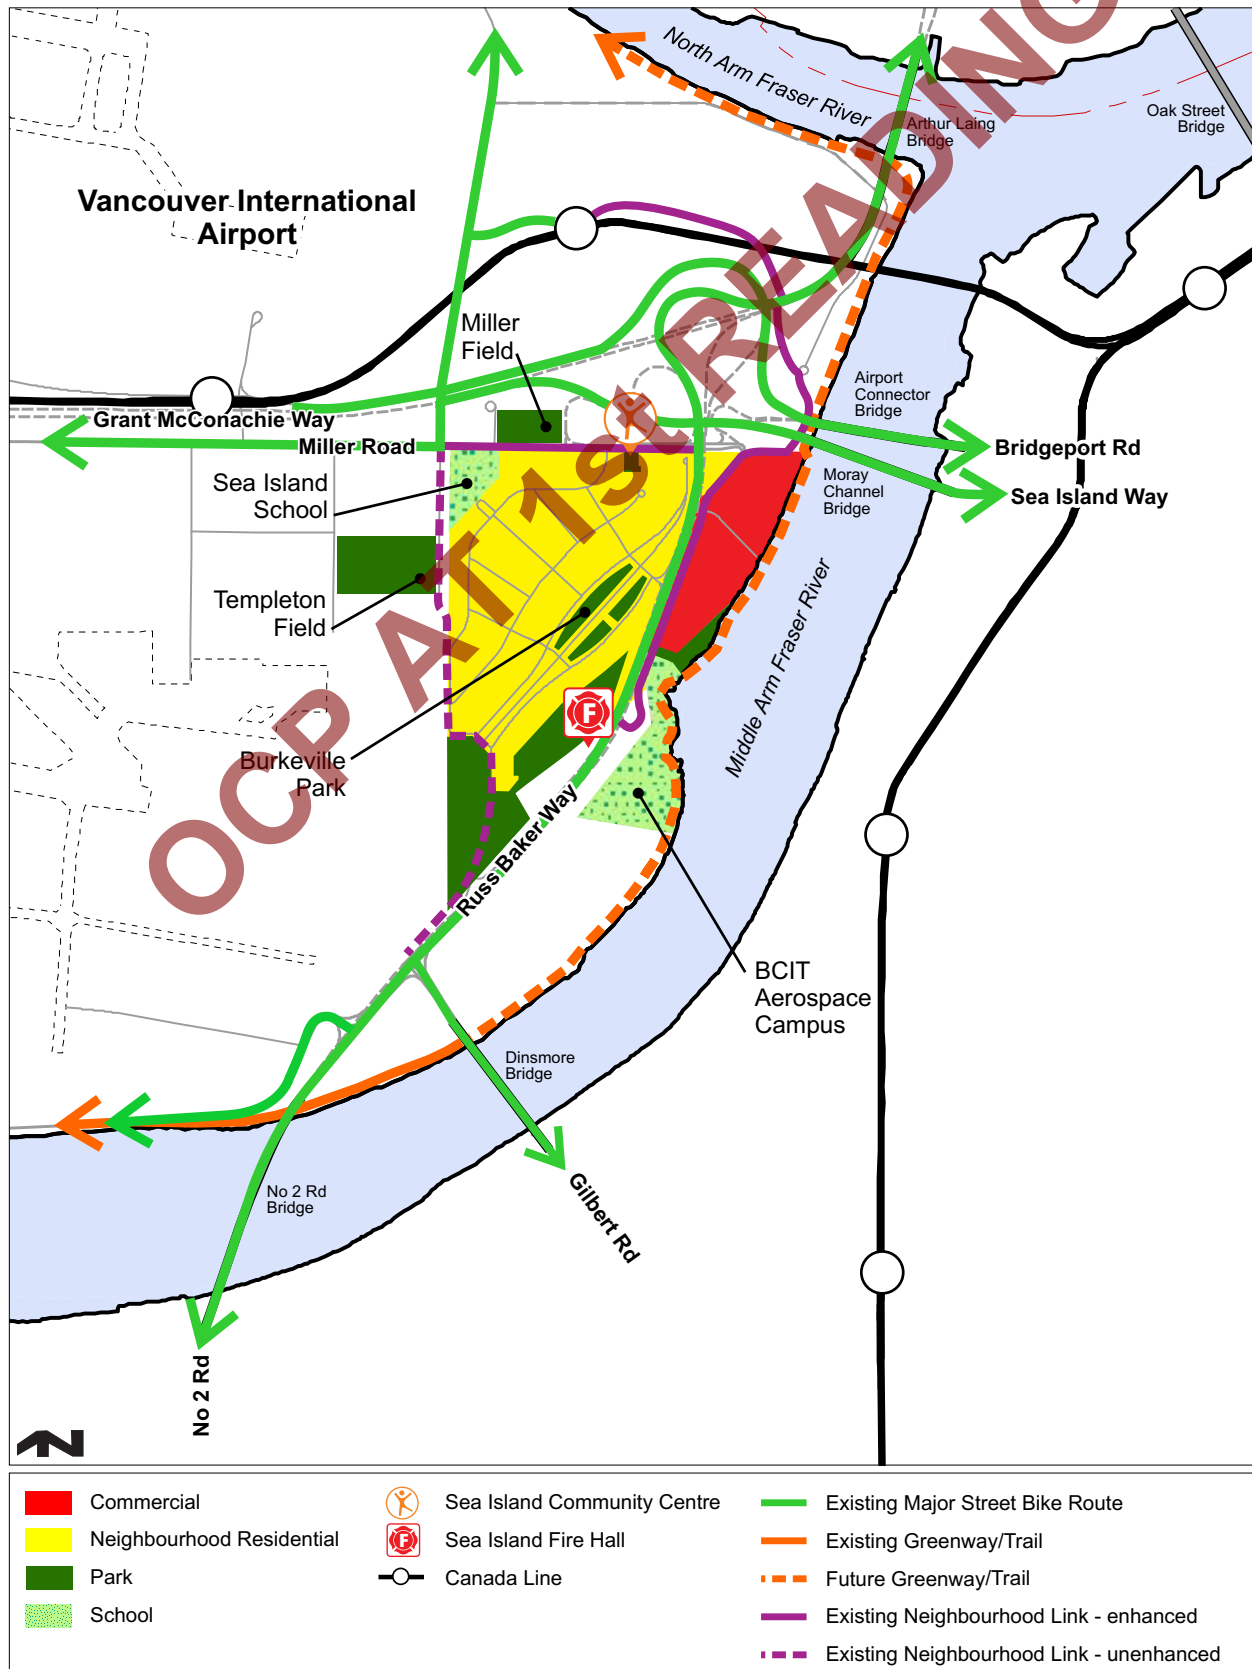 North Arm Fraser River
Arthur Laing
Bridge
Oak Street
Bridge
Vancouver International
Airport
Miller
Field
Airport
Connector
Bridge
Grant McConachie Way
Miller Road
Bridgeport Rd
Sea Island
School
Moray
Channel
Bridge
Sea Island Way
Templeton
Field
Middle Arm Fraser River
F
Burkeville
Park
Russ Baker Way
BCIT
Aerospace
Campus
Dinsmore
Bridge
No 2 Rd
Bridge
Gilbert Rd
No 2 Rd
OCP AT 1st READING
N
Commercial
Neighbourhood Residential
Park
School
Sea Island Community Centre
F
Sea Island Fire Hall
Canada Line
Existing Major Street Bike Route
Existing Greenway/Trail
Future Greenway/Trail
Existing Neighbourhood Link - enhanced
Existing Neighbourhood Link - unenhanced